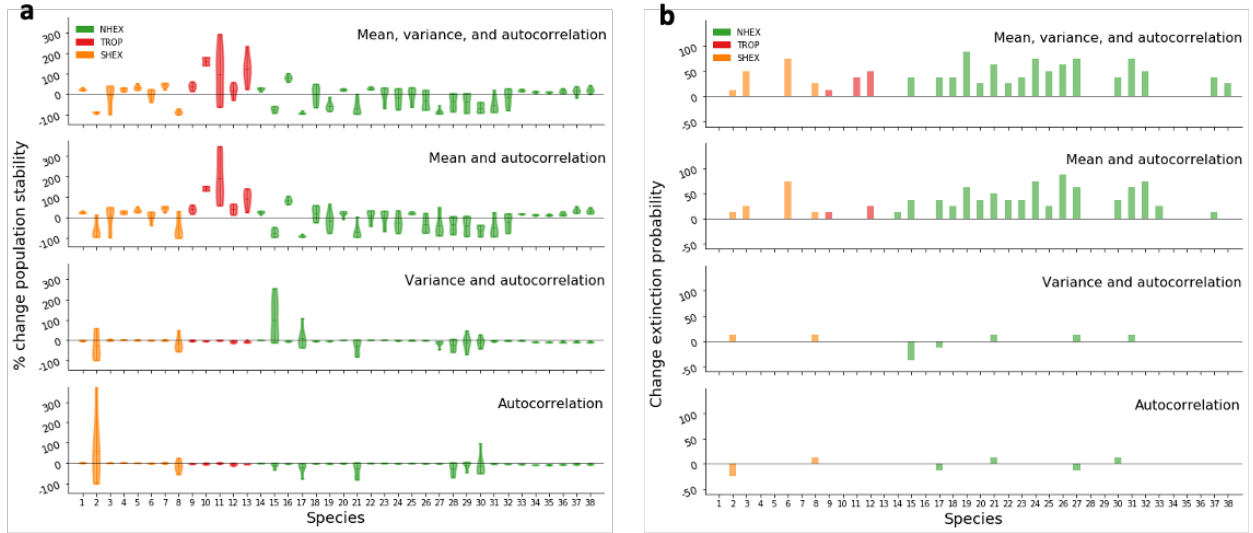 a
% change population stability
NHEX
TROP
SHEX
Mean, variance, and autocorrelation
300
200
100
0
-100
Mean and autocorrelation
300
200
100
0
-100
Variance and autocorrelation
300
200
100
0
-100
Autocorrelation
300
200
100
0
-100
1 2 3 4 5 6 7 8 9 10 11 12 13 14 15 16 17 18 19 20 21 22 23 24 25 26 27 28 29 30 31 32 33 34 35 36 37 38
Species
b
Change extinction probability
NHEX
TROP
SHEX
Mean, variance, and autocorrelation
100
50
0
-50
Mean and autocorrelation
100
50
0
-50
Variance and autocorrelation
100
50
0
-50
Autocorrelation
100
50
0
-50
1 2 3 4 5 6 7 8 9 10 11 12 13 14 15 16 17 18 19 20 21 22 23 24 25 26 27 28 29 30 31 32 33 34 35 36 37 38
Species